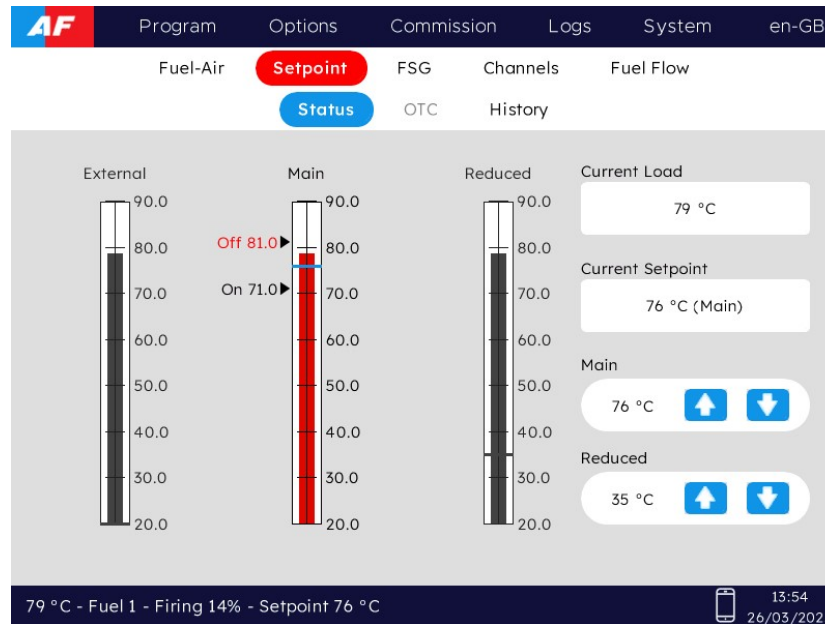 AF Program Options Commission Logs System en-GB
Fuel-Air Setpoint FSG Channels Fuel Flow
Status OTC History
External
90.0
80.0
70.0
60.0
50.0
40.0
30.0
20.0
Main
Off 81.0
On 71.0
90.0
80.0
70.0
60.0
50.0
40.0
30.0
20.0
Reduced
90.0
80.0
70.0
60.0
50.0
40.0
30.0
20.0
Current Load
79 °C
Current Setpoint
76 °C (Main)
Main
76 °C
Reduced
35 °C
79 °C - Fuel 1 - Firing 14% - Setpoint 76 °C
13:54
26/03/202